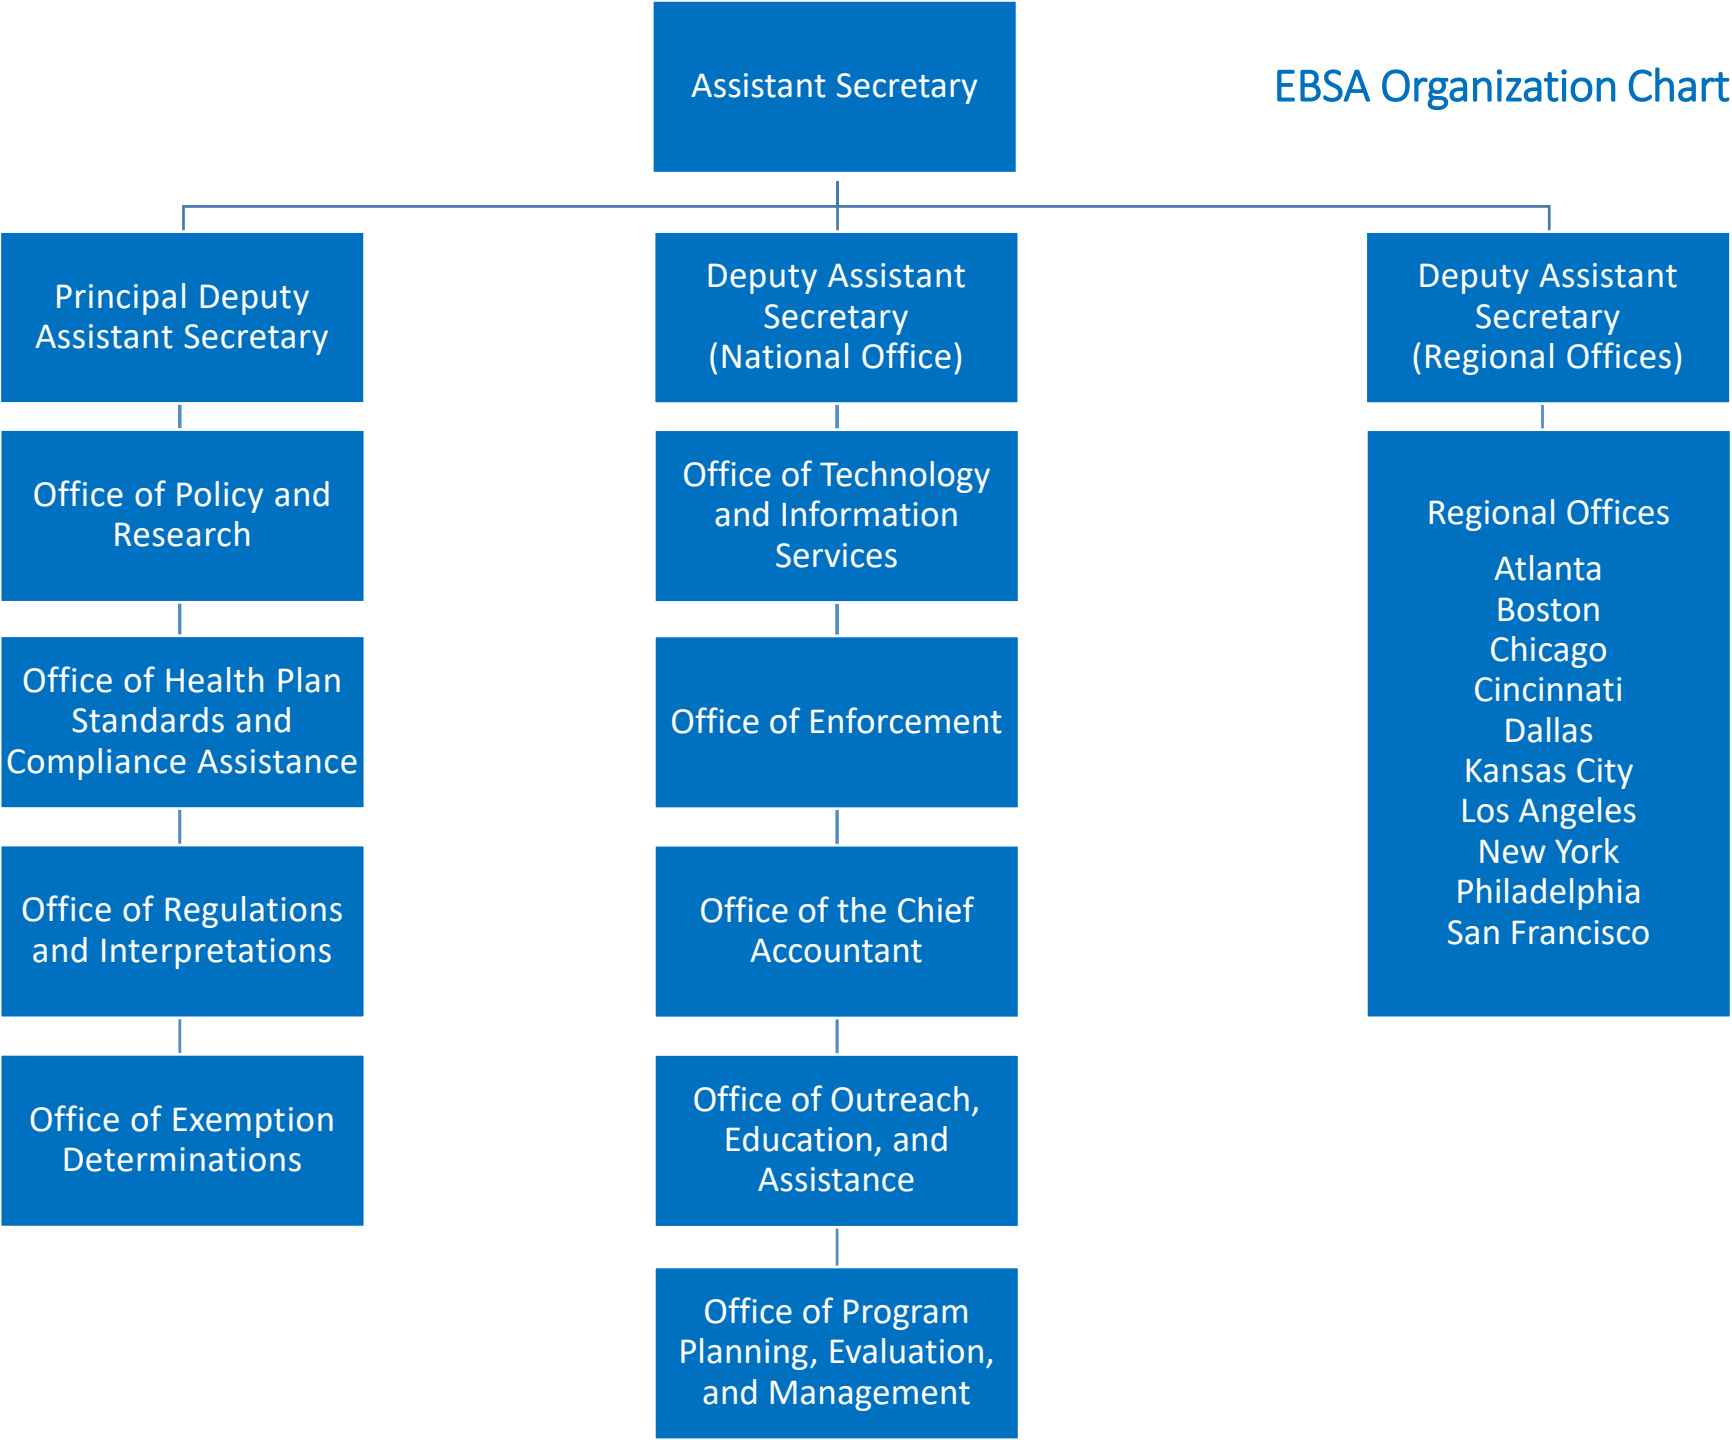 Assistant Secretary
EBSA Organization Chart
Principal Deputy
Assistant Secretary
Office of Policy and
Research
Office of Health Plan
Standards and
Compliance Assistance
Office of Regulations
and Interpretations
Office of Exemption
Determinations
Deputy Assistant
Secretary
(National Office)
Office of Technology
and Information
Services
Office of Enforcement
Office of the Chief
Accountant
Office of Outreach,
Education, and
Assistance
Office of Program
Planning, Evaluation,
and Management
Deputy Assistant
Secretary
(Regional Offices)
Regional Offices
Atlanta
Boston
Chicago
Cincinnati
Dallas
Kansas City
Los Angeles
New York
Philadelphia
San Francisco